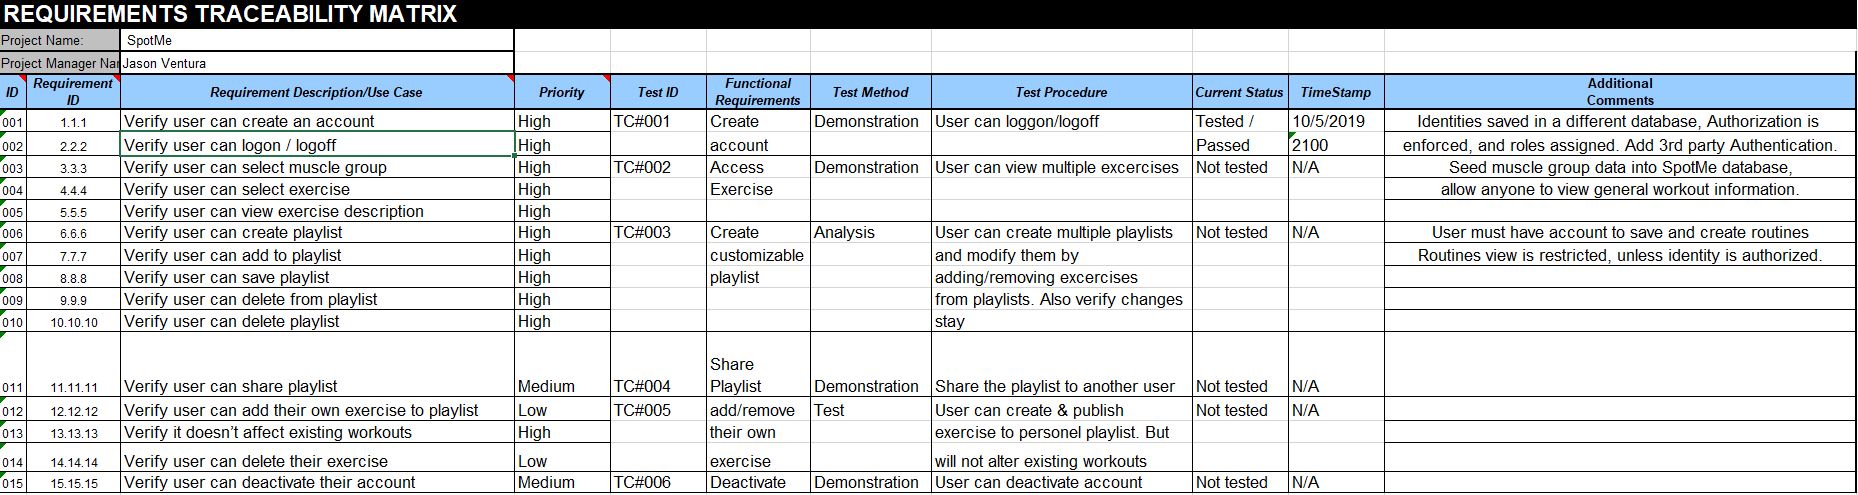 REQUIREMENTS TRACEABILITY MATRIX
Project Name: SpotMe
Project Manager Nar Jason Ventura
ID Requirement ID Requirement Description/Use Case Priority Test ID Functional Requirements Test Method Test Procedure Current Status TimeStamp Additional Comments
001 1.1.1 Verify user can create an account High TC#001 Create Demonstration User can loggon/logoff Tested / 10/5/2019 Identities saved in a different database, Authorization is
002 2.2.2 Verify user can logon / logoff High account Passed 2100 enforced, and roles assigned. Add 3rd party Authentication.
003 3.3.3 Verify user can select muscle group High TC#002 Access Demonstration User can view multiple excercises Not tested N/A Seed muscle group data into SpotMe database,
004 4.4.4 Verify user can select exercise High Exercise allow anyone to view general workout information.
005 5.5.5 Verify user can view exercise description High
006 6.6.6 Verify user can create playlist High TC#003 Create Analysis User can create multiple playlists Not tested N/A User must have account to save and create routines
007 7.7.7 Verify user can add to playlist High customizable and modify them by Routines view is restricted, unless identity is authorized.
008 8.8.8 Verify user can save playlist High playlist adding/removing excercises
009 9.9.9 Verify user can delete from playlist High from playlists. Also verify changes
010 10.10.10 Verify user can delete playlist High stay
Share
011 11.11.11 Verify user can share playlist Medium TC#004 Playlist Demonstration Share the playlist to another user Not tested N/A
012 12.12.12 Verify user can add their own exercise to playlist Low TC#005 add/remove Test User can create & publish Not tested N/A
013 13.13.13 Verify it doesn't affect existing workouts High their own exercise to personel playlist. But
014 14.14.14 Verify user can delete their exercise Low exercise will not alter existing workouts
015 15.15.15 Verify user can deactivate their account Medium TC#006 Deactivate Demonstration User can deactivate account Not tested N/A